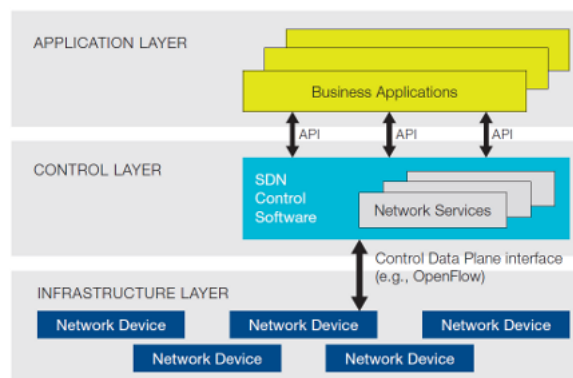 APPLICATION LAYER
Business Applications
API
API
API
CONTROL LAYER
SDN
Control
Software
Network Services
Control Data Plane interface
(e.g., OpenFlow)
INFRASTRUCTURE LAYER
Network Device
Network Device
Network Device
Network Device
Network Device